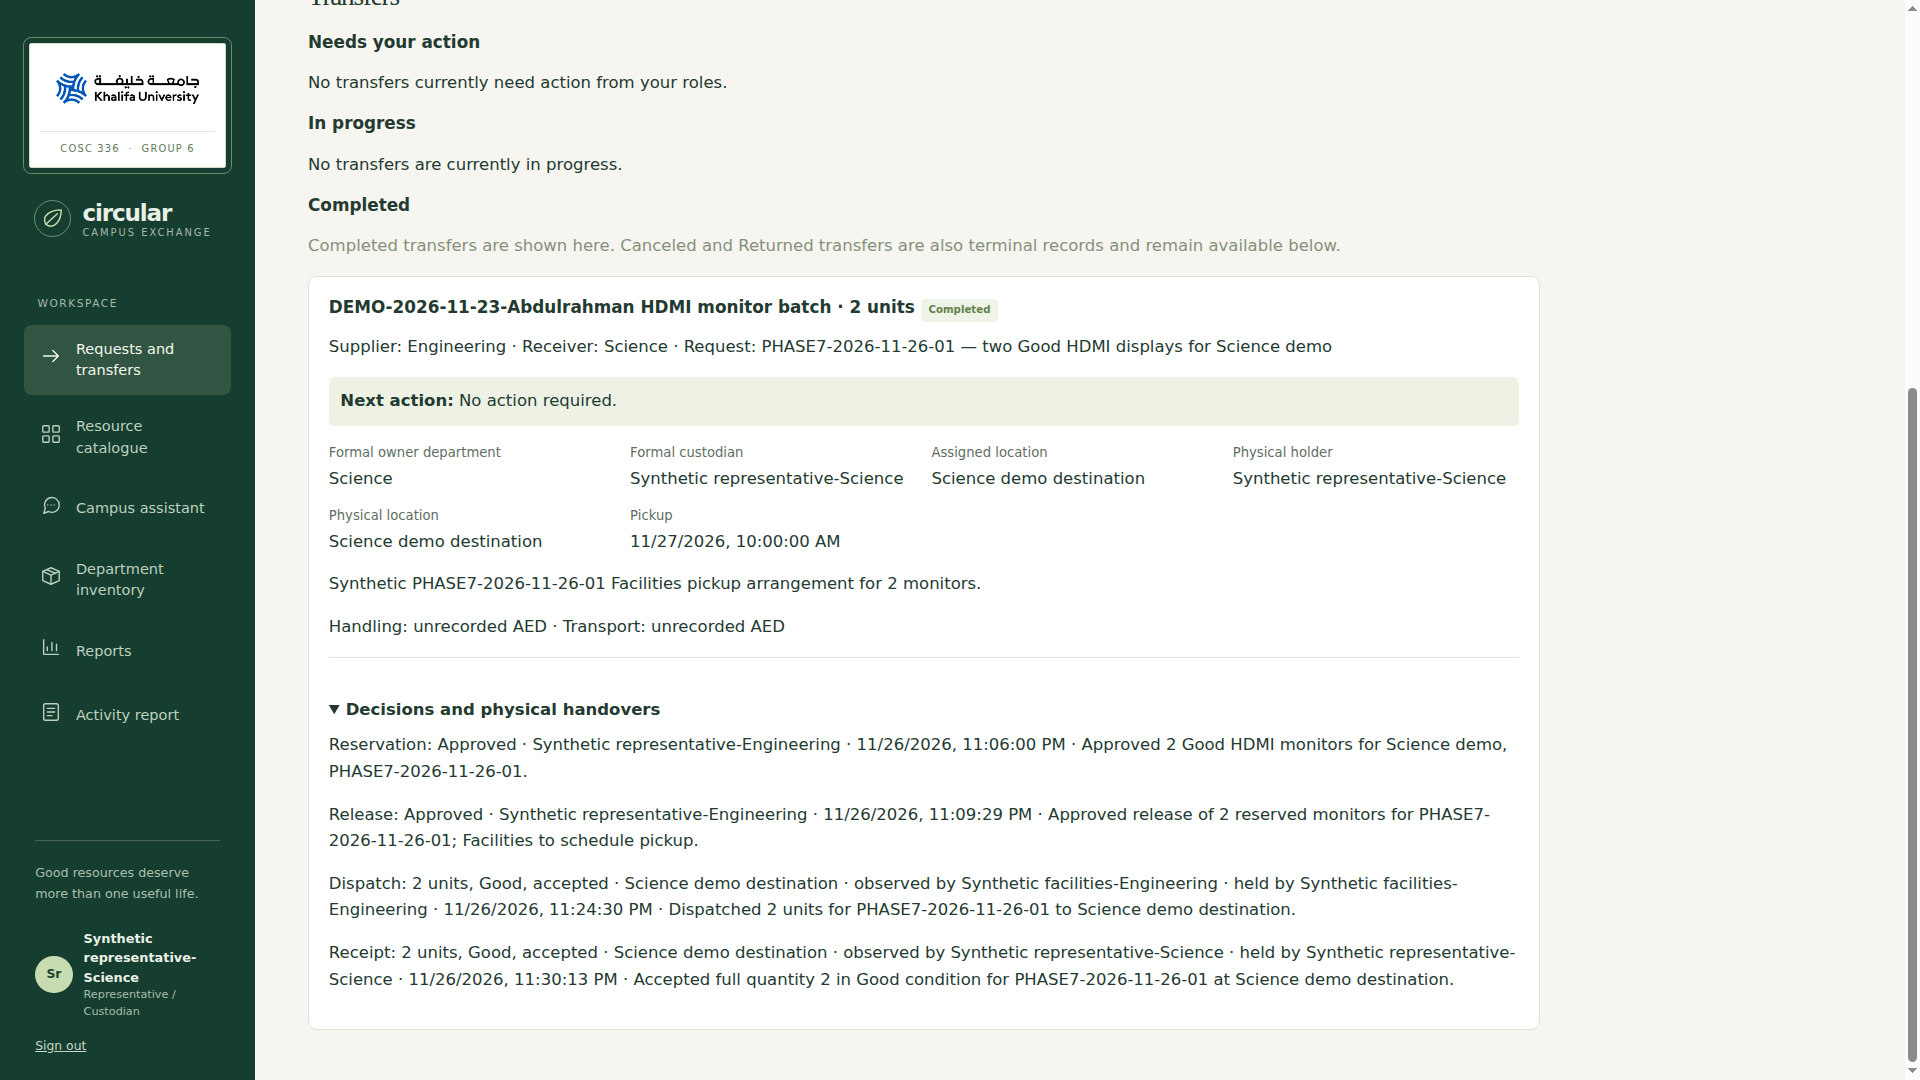 جامعة خليفة
Khalifa University
COSC 336 · GROUP 6
circular
CAMPUS EXCHANGE
WORKSPACE
Requests and
transfers
Resource
catalogue
Campus assistant
Department
inventory
Reports
Activity report
Good resources deserve
more than one useful life.
Sr
Synthetic
representative-
Science
Representative /
Custodian
Sign out
Transfers
Needs your action
No transfers currently need action from your roles.
In progress
No transfers are currently in progress.
Completed
Completed transfers are shown here. Canceled and Returned transfers are also terminal records and remain available below.
DEMO-2026-11-23-Abdulrahman HDMI monitor batch · 2 units Completed
Supplier: Engineering · Receiver: Science · Request: PHASE7-2026-11-26-01 — two Good HDMI displays for Science demo
Next action: No action required.
Formal owner department
Science
Formal custodian
Synthetic representative-Science
Assigned location
Science demo destination
Physical holder
Synthetic representative-Science
Physical location
Science demo destination
Pickup
11/27/2026, 10:00:00 AM
Synthetic PHASE7-2026-11-26-01 Facilities pickup arrangement for 2 monitors.
Handling: unrecorded AED · Transport: unrecorded AED
▼ Decisions and physical handovers
Reservation: Approved · Synthetic representative-Engineering · 11/26/2026, 11:06:00 PM · Approved 2 Good HDMI monitors for Science demo,
PHASE7-2026-11-26-01.
Release: Approved · Synthetic representative-Engineering · 11/26/2026, 11:09:29 PM · Approved release of 2 reserved monitors for PHASE7-
2026-11-26-01; Facilities to schedule pickup.
Dispatch: 2 units, Good, accepted · Science demo destination · observed by Synthetic facilities-Engineering · held by Synthetic facilities-
Engineering · 11/26/2026, 11:24:30 PM · Dispatched 2 units for PHASE7-2026-11-26-01 to Science demo destination.
Receipt: 2 units, Good, accepted · Science demo destination · observed by Synthetic representative-Science · held by Synthetic representative-
Science · 11/26/2026, 11:30:13 PM · Accepted full quantity 2 in Good condition for PHASE7-2026-11-26-01 at Science demo destination.